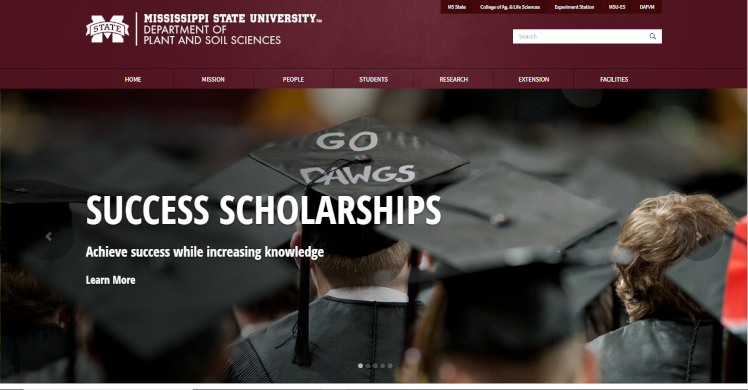 MS State College of Ag. & Life Sciences Experiment Station MSU-ES DAFVM
STATE
MISSISSIPPI STATE UNIVERSITY™
DEPARTMENT OF
PLANT AND SOIL SCIENCES
Search
HOME MISSION PEOPLE STUDENTS RESEARCH EXTENSION FACILITIES
GO
DAWGS
SUCCESS SCHOLARSHIPS
Achieve success while increasing knowledge
Learn More